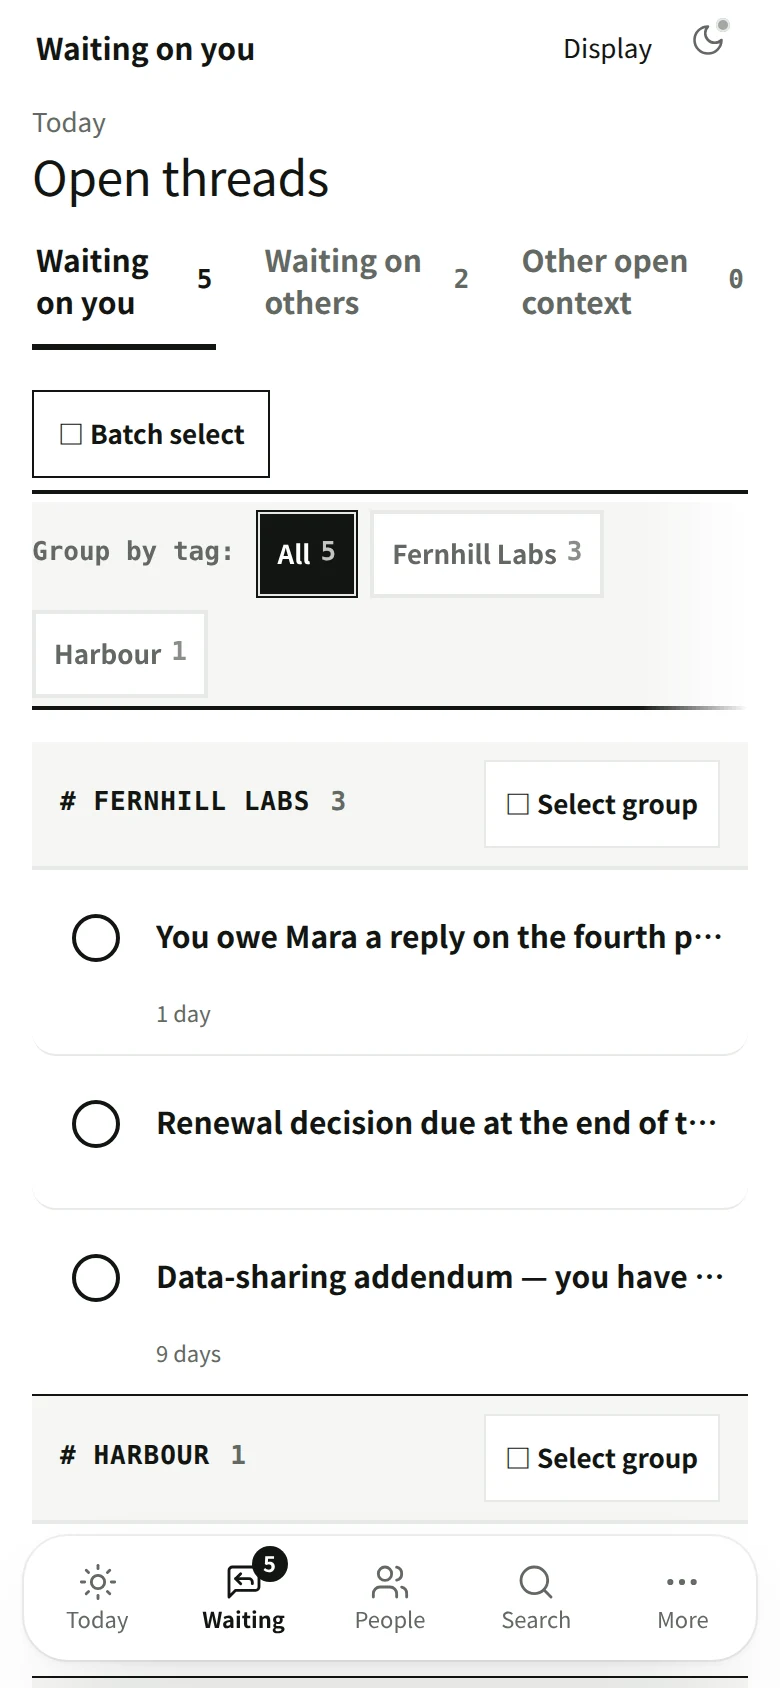 Waiting on you
Display
Today
Open threads
Waiting
on you
5
Waiting on
others
2
Other open
context
0
Batch select
Group by tag:
All 5
Fernhill Labs 3
Harbour 1
# FERNHILL LABS 3
Select group
You owe Mara a reply on the fourth p…
1 day
Renewal decision due at the end of t…
Data-sharing addendum — you have …
9 days
# HARBOUR 1
Select group
5
Today
Waiting
People
Search
More